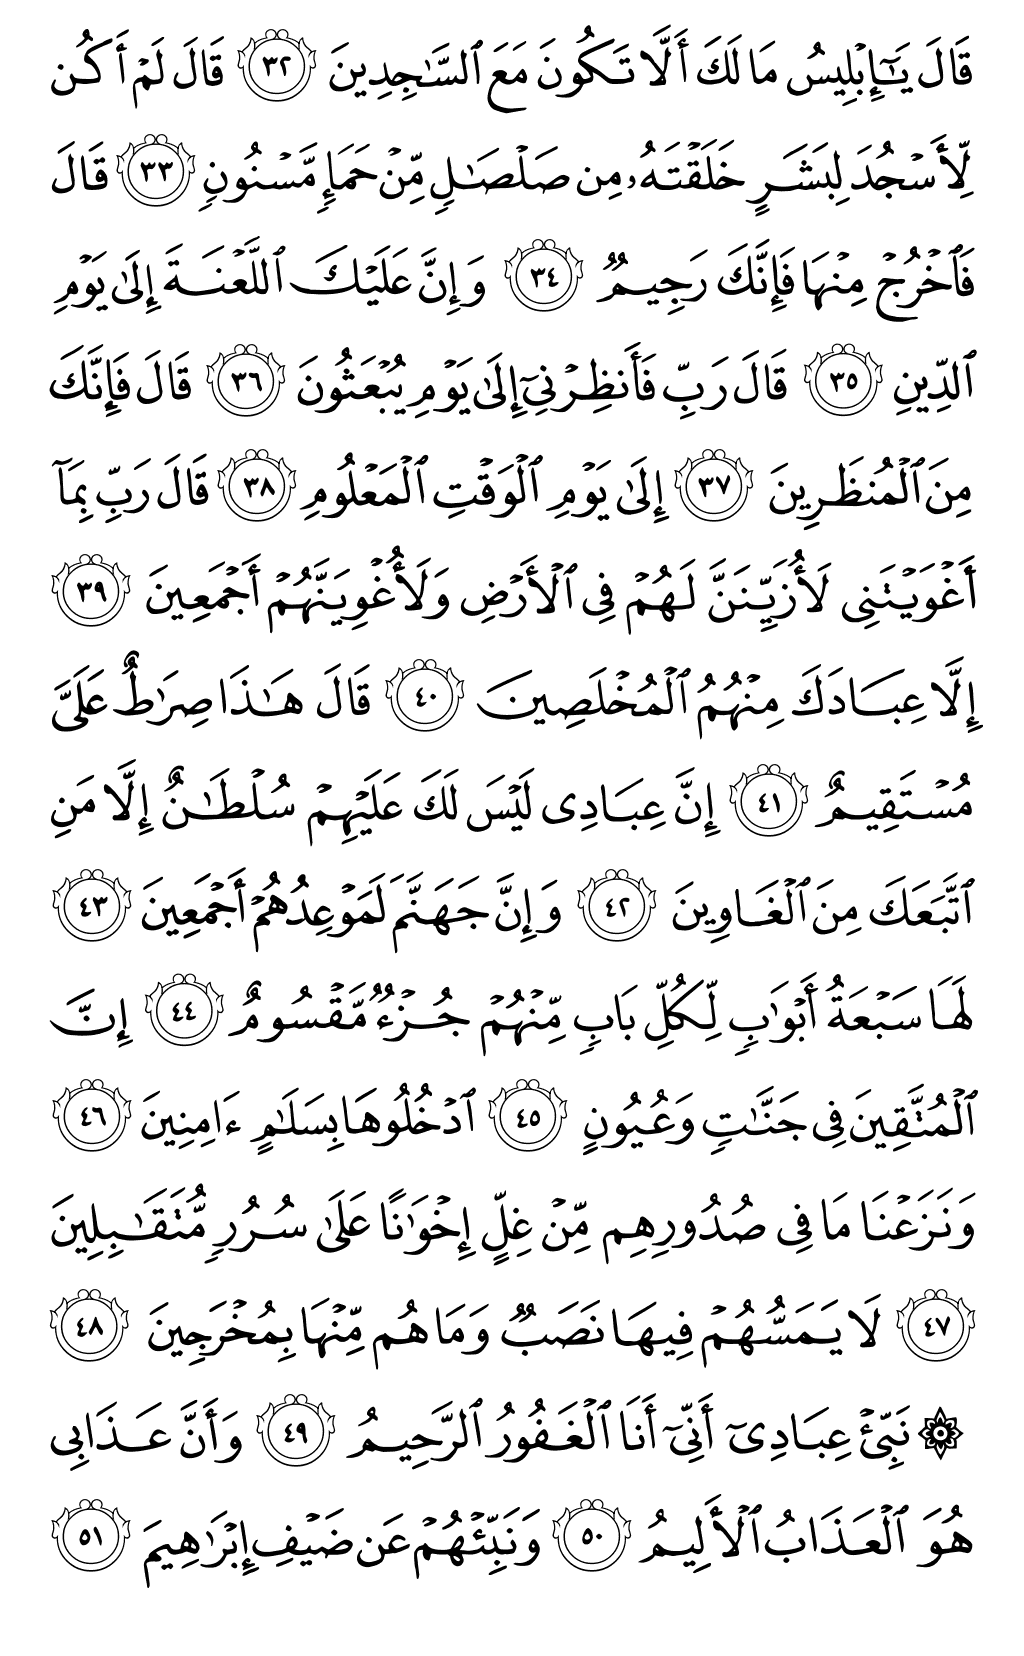 قَالَ يَٰٓإِبْلِيسُ مَا لَكَ أَلَّا تَكُونَ مَعَ ٱلسَّٰجِدِينَ ٣٢ قَالَ لَمْ أَكُن
لِّأَسْجُدَ لِبَشَرٍ خَلَقْتَهُۥ مِن صَلْصَٰلٍ مِّنْ حَمَإٍ مَّسْنُونٍ ٣٣ قَالَ
فَٱخْرُجْ مِنْهَا فَإِنَّكَ رَجِيمٌ ٣٤ وَإِنَّ عَلَيْكَ ٱللَّعْنَةَ إِلَىٰ يَوْمِ
ٱلدِّينِ ٣٥ قَالَ رَبِّ فَأَنظِرْنِىٓ إِلَىٰ يَوْمِ يُبْعَثُونَ ٣٦ قَالَ فَإِنَّكَ
مِنَ ٱلْمُنظَرِينَ ٣٧ إِلَىٰ يَوْمِ ٱلْوَقْتِ ٱلْمَعْلُومِ ٣٨ قَالَ رَبِّ بِمَآ
أَغْوَيْتَنِى لَأُزَيِّنَنَّ لَهُمْ فِى ٱلْأَرْضِ وَلَأُغْوِيَنَّهُمْ أَجْمَعِينَ ٣٩
إِلَّا عِبَادَكَ مِنْهُمُ ٱلْمُخْلَصِينَ ٤٠ قَالَ هَٰذَا صِرَٰطٌ عَلَىَّ
مُسْتَقِيمٌ ٤١ إِنَّ عِبَادِى لَيْسَ لَكَ عَلَيْهِمْ سُلْطَٰنٌ إِلَّا مَنِ
ٱتَّبَعَكَ مِنَ ٱلْغَاوِينَ ٤٢ وَإِنَّ جَهَنَّمَ لَمَوْعِدُهُمْ أَجْمَعِينَ ٤٣
لَهَا سَبْعَةُ أَبْوَٰبٍ لِّكُلِّ بَابٍ مِّنْهُمْ جُزْءٌ مَّقْسُومٌ ٤٤ إِنَّ
ٱلْمُتَّقِينَ فِى جَنَّٰتٍ وَعُيُونٍ ٤٥ ٱدْخُلُوهَا بِسَلَٰمٍ ءَامِنِينَ ٤٦
وَنَزَعْنَا مَا فِى صُدُورِهِم مِّنْ غِلٍّ إِخْوَٰنًا عَلَىٰ سُرُرٍ مُّتَقَٰبِلِينَ
٤٧ لَا يَمَسُّهُمْ فِيهَا نَصَبٌ وَمَا هُم مِّنْهَا بِمُخْرَجِينَ ٤٨
۞ نَبِّئْ عِبَادِىٓ أَنِّىٓ أَنَا ٱلْغَفُورُ ٱلرَّحِيمُ ٤٩ وَأَنَّ عَذَابِى
هُوَ ٱلْعَذَابُ ٱلْأَلِيمُ ٥٠ وَنَبِّئْهُمْ عَن ضَيْفِ إِبْرَٰهِيمَ ٥١